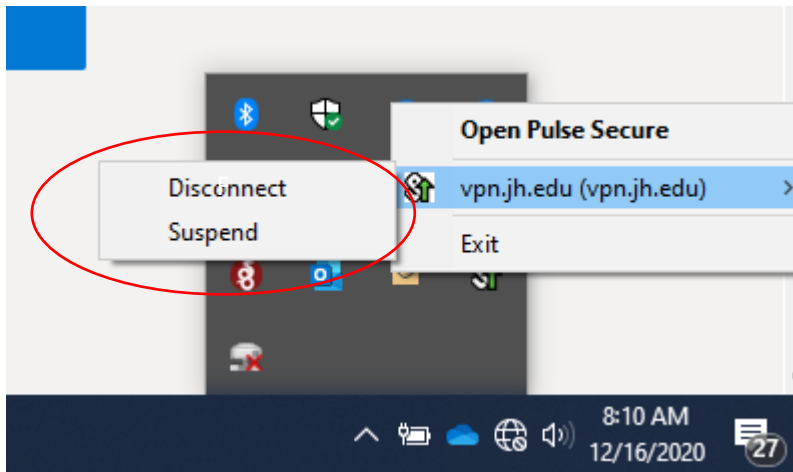 Open Pulse Secure
Disconnect
vpn.jh.edu (vpn.jh.edu)
Suspend
Exit
8:10 AM
12/16/2020
27